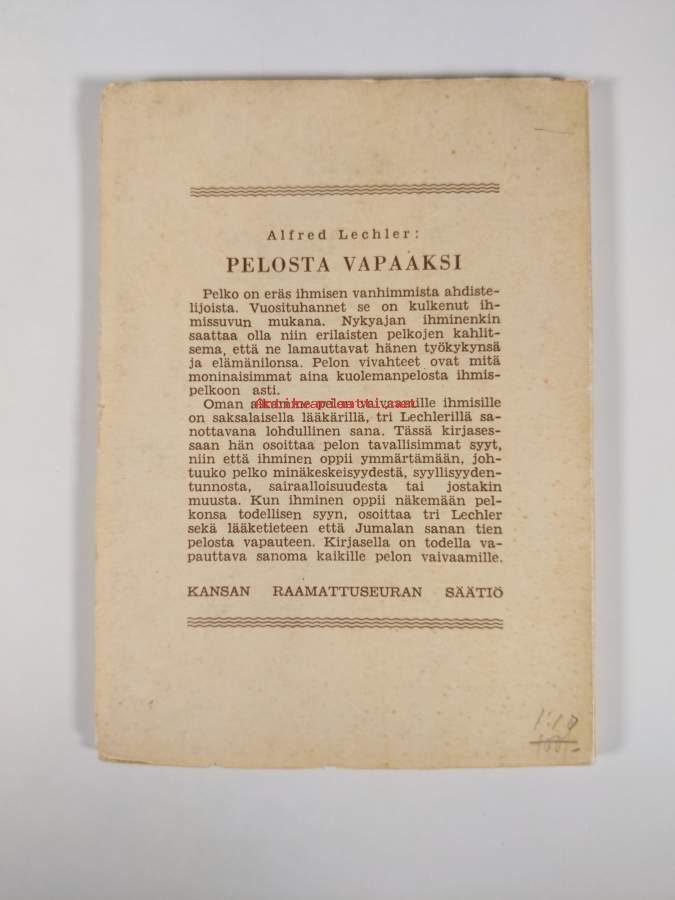 Alfred Lechler:
PELOSTA VAPAAKSI
Pelko on eräs ihmisen vanhimmista ahdiste-
lijoista. Vuosituhannet se on kulkenut ih-
missuvun mukana. Nykyajan ihminenkin
saattaa olla niin erilaisten pelkojen kahlit-
sema, että ne lamauttavat hänen työkykynsä
ja elämänilonsa. Pelon vivahteet ovat mitä
moninaisimmat aina kuolemanpelosta ihmis-
pelkoon asti.
Oman aikamme pelon vaivaamille ihmisille
on saksalaisella lääkärillä, tri Lechlerillä sa-
nottavana lohdullinen sana. Tässä kirjases-
saan hän osoittaa pelon tavallisimmat syyt,
niin että ihminen oppii ymmärtämään, joh-
tuuko pelko minäkeskeisyydestä, syyllisyyden-
tunnosta, sairaalloisuudesta tai jostakin
muusta. Kun ihminen oppii näkemään pel-
konsa todellisen syyn, osoittaa tri Lechler
sekä lääketieteen että Jumalan sanan tien
pelosta vapauteen. Kirjasella on todella va-
pauttava sanoma kaikille pelon vaivaamille.
KANSAN RAAMATTUSEURAN SÄÄTIÖ